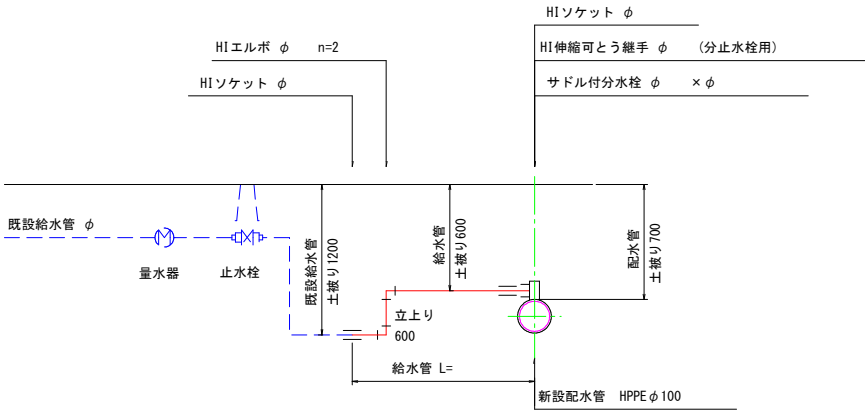 HIソケット φ
HIエルボ φ n=2
HI伸縮可とう継手 φ (分止水栓用)
HIソケット φ
サドル付分水栓 φ ×φ
既設給水管 φ
量水器
止水栓
既設給水管
土被り1200
給水管
土被り600
配水管
土被り700
立上り
600
給水管 L=
新設配水管 HPPEφ100